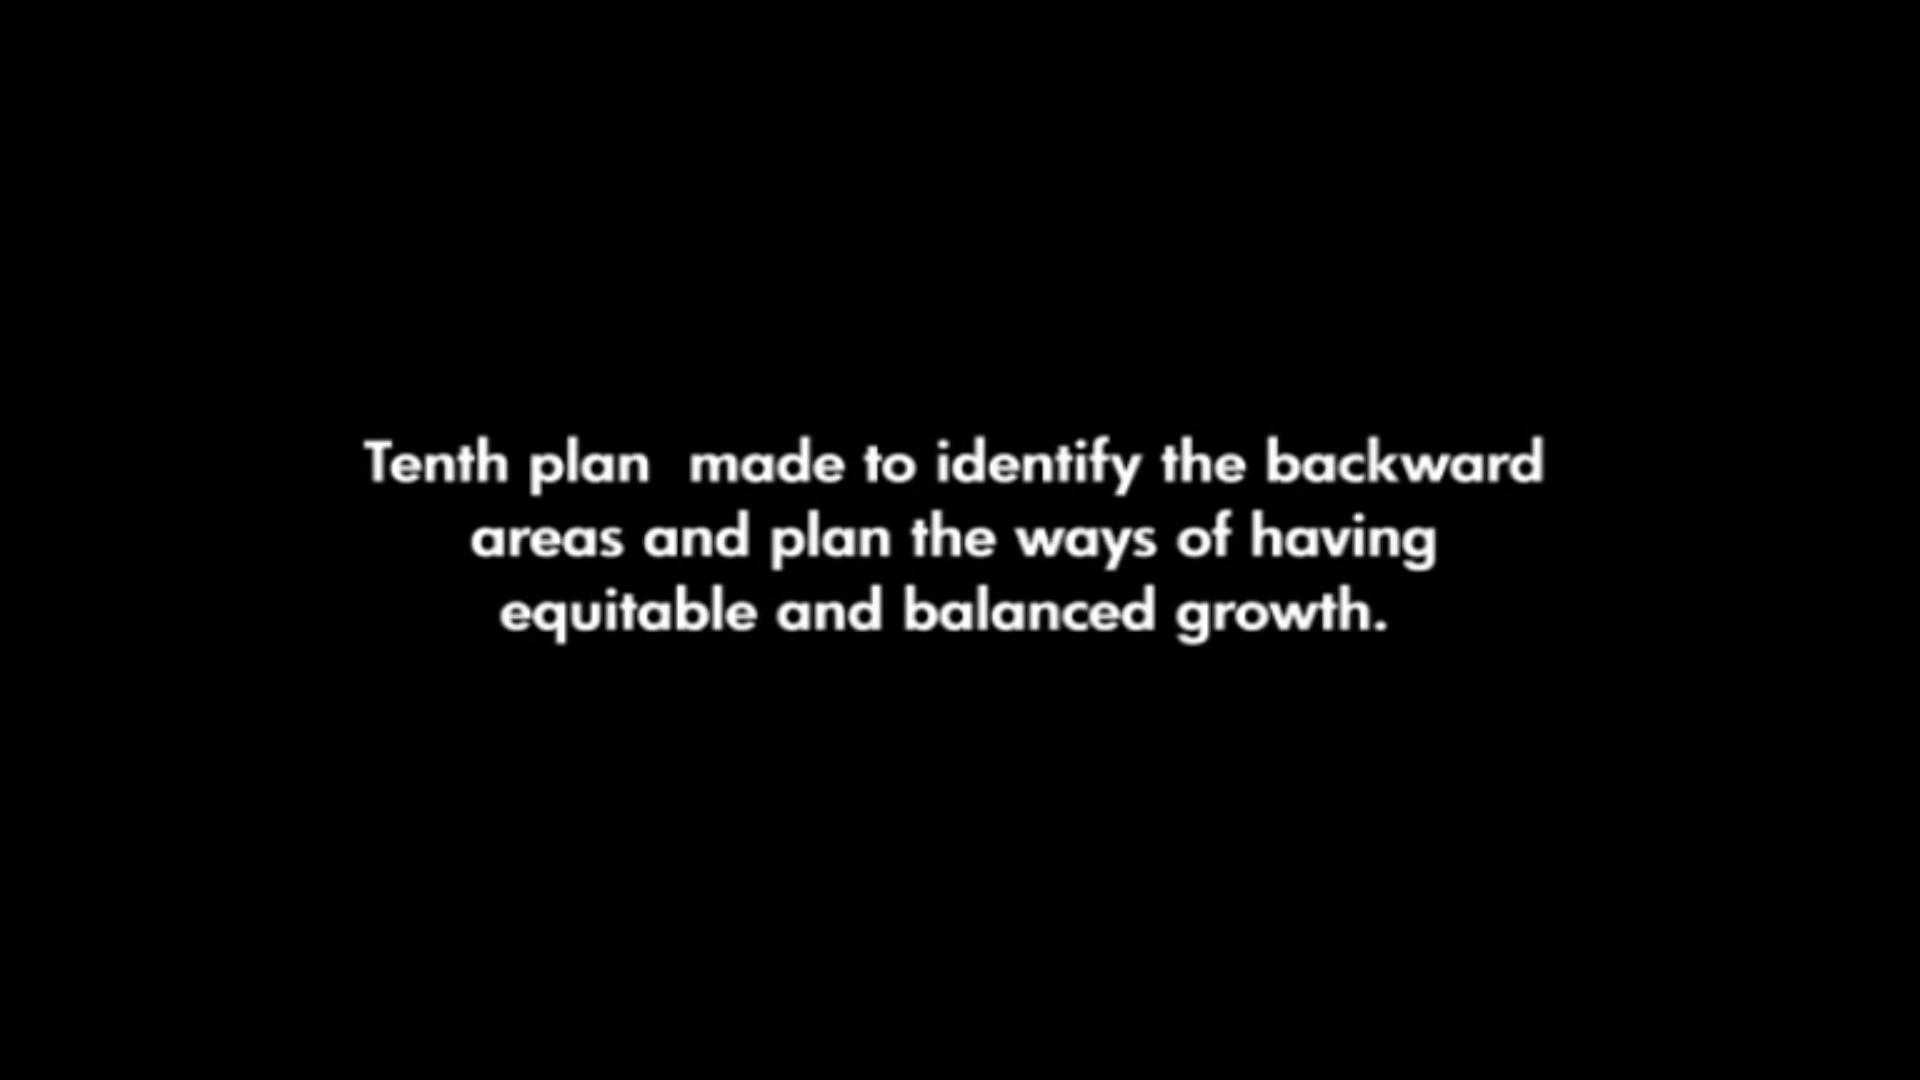 Tenth plan  made to identify the backward
areas and plan the ways of having
equitable and balanced growth.